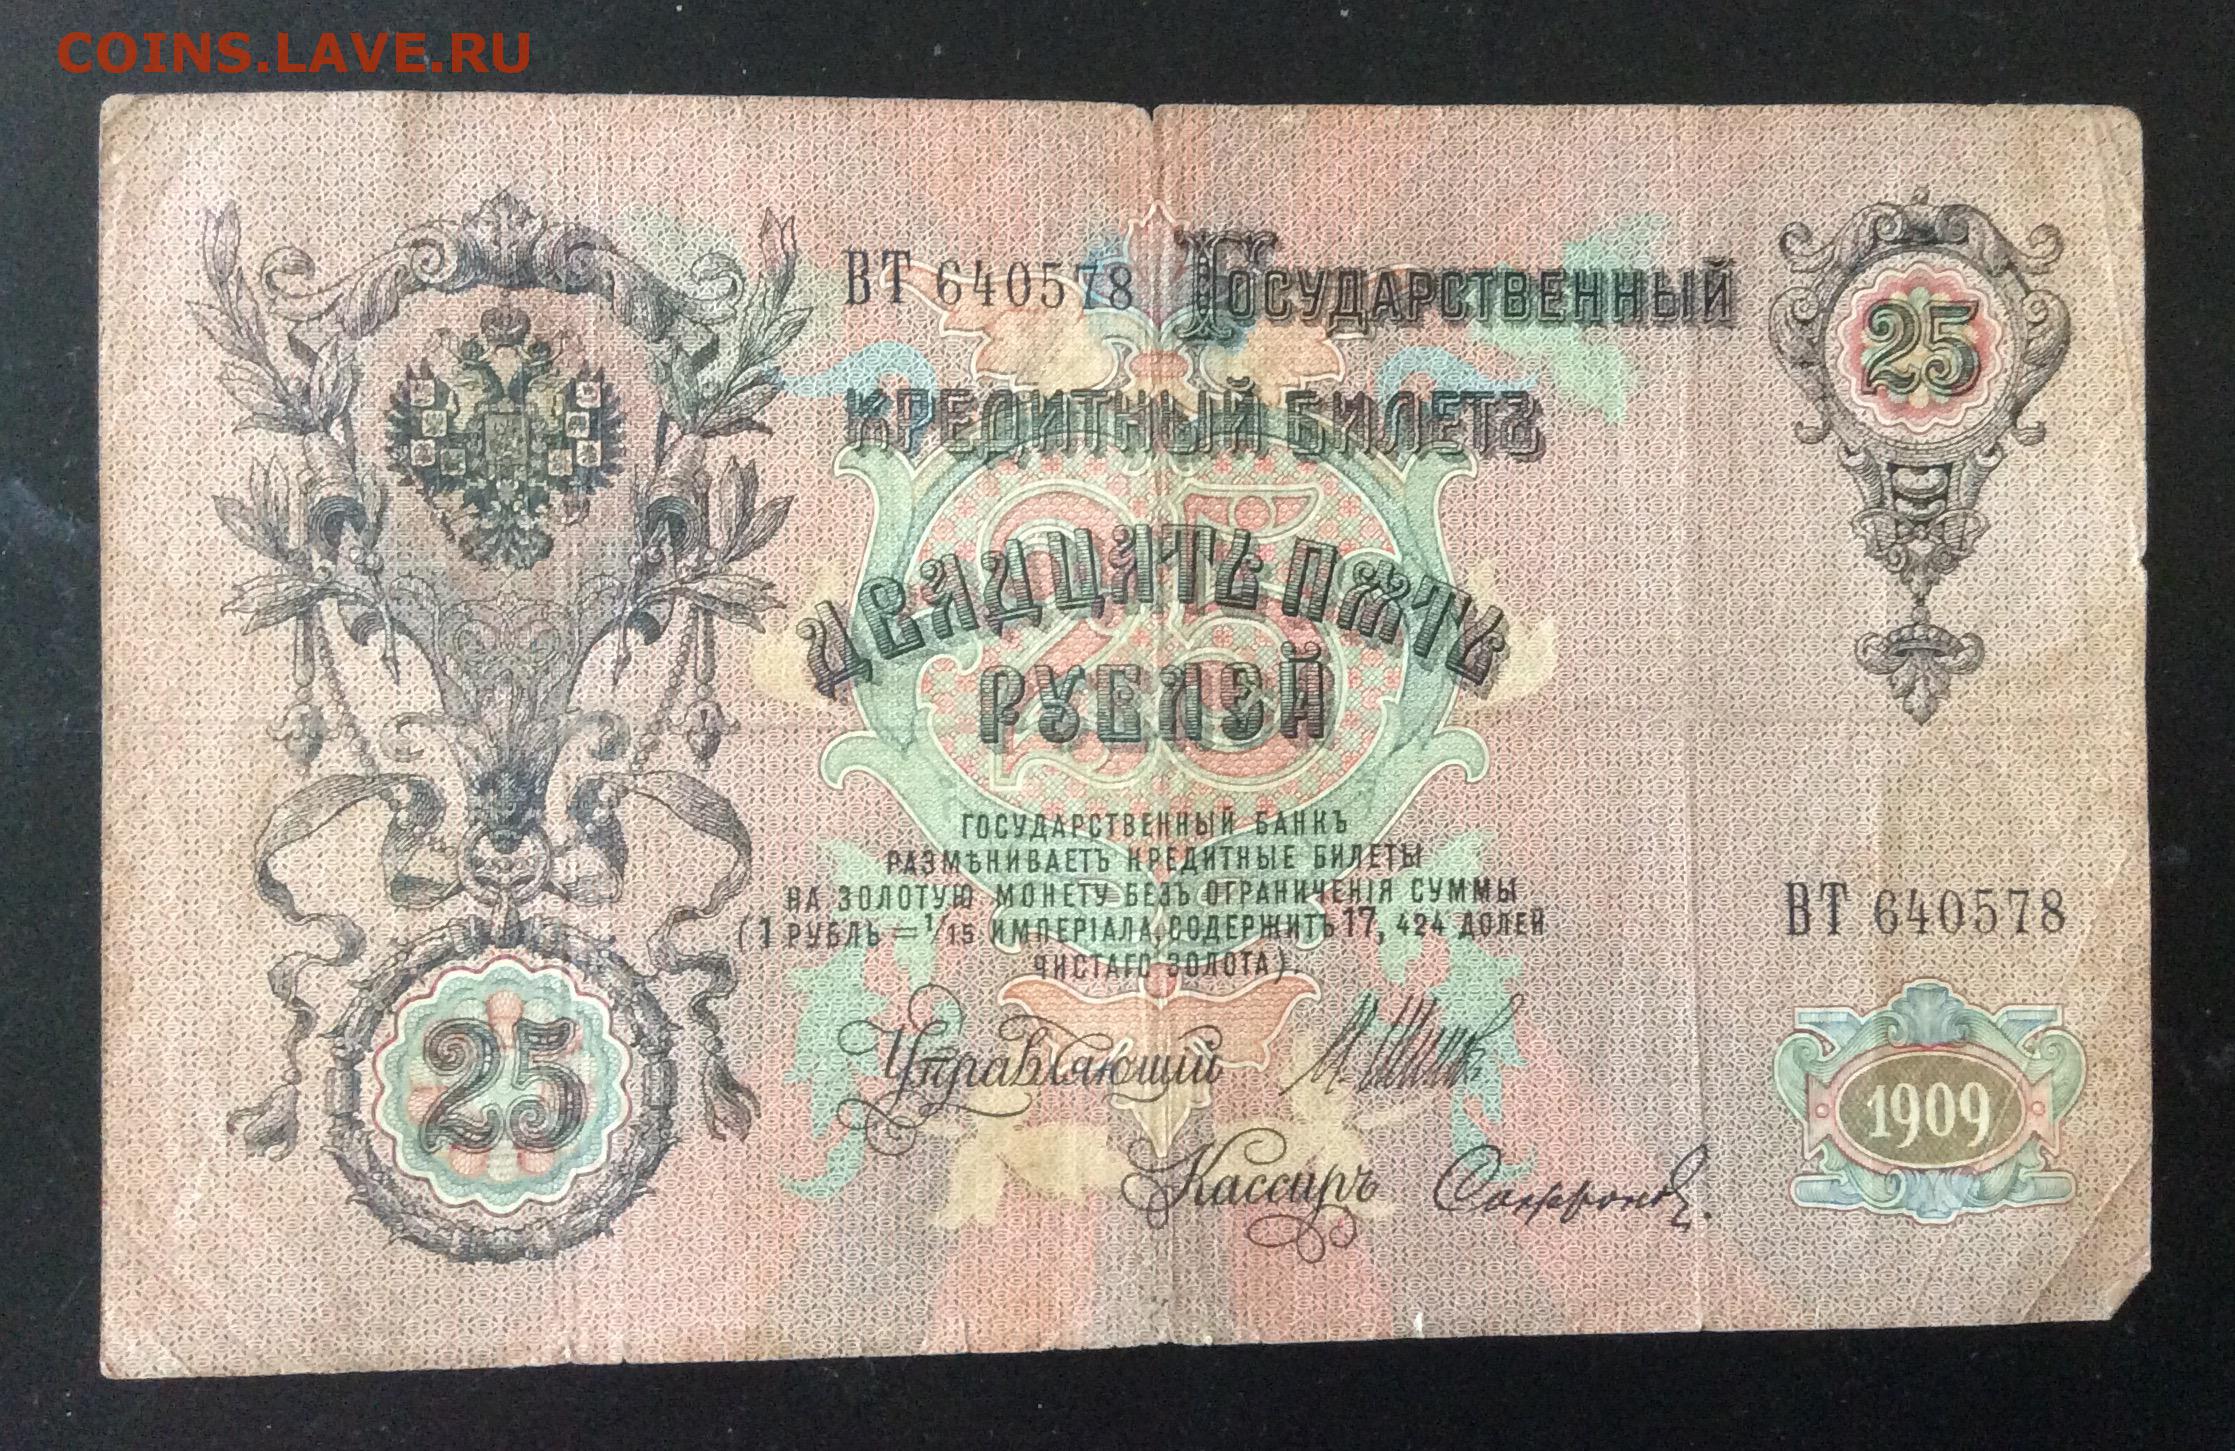 COINS.LAVE.RU
ВТ 640578 Государственный
25
Кредитный Билетъ
Двадцать пять
рублей
25
Государственный Банкъ
размѣниваетъ кредитные билеты
на золотую монету безъ ограниченія суммы
(1 рубль = 1/15 имперіала, содержитъ 17, 424 долей
чистаго золота).
ВТ 640578
Управляющій
25
1909
Кассиръ Сафронов